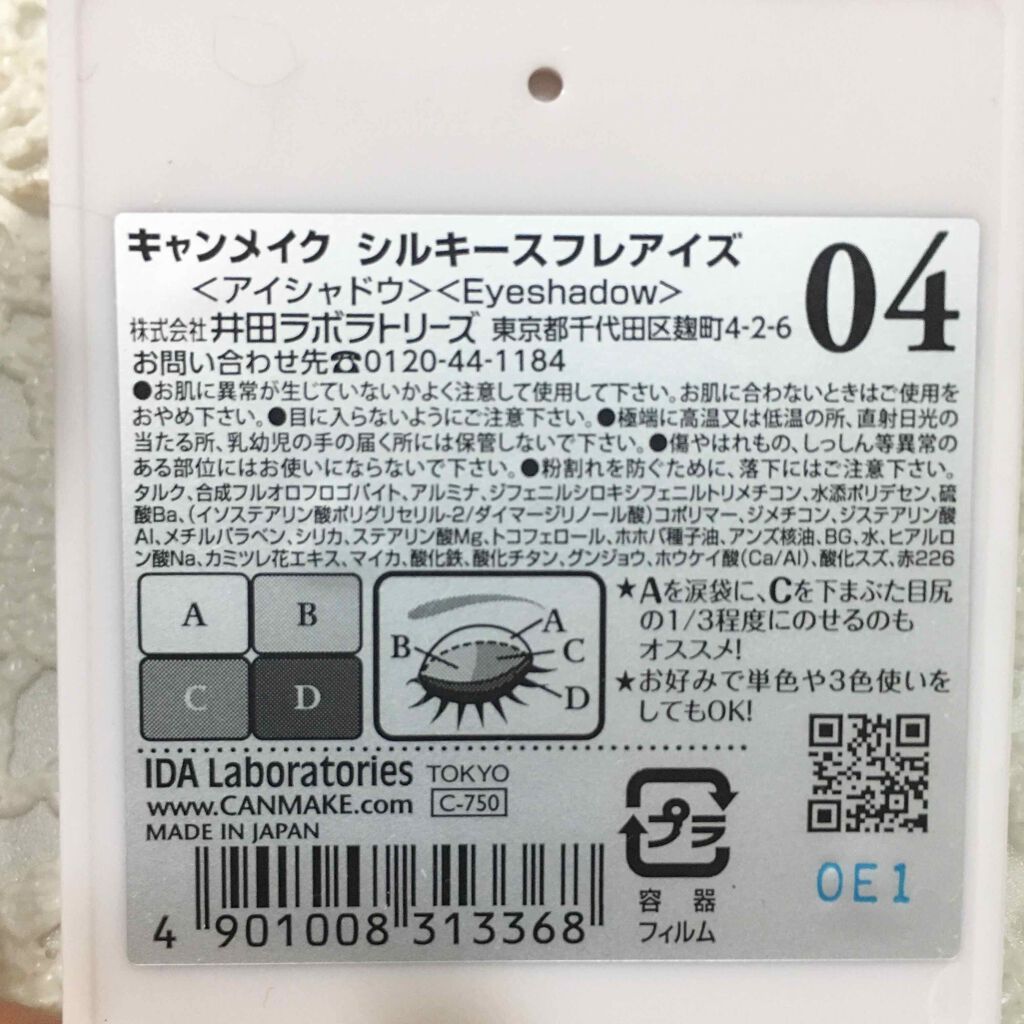 キャンメイク シルキースフレアイズ
04
＜アイシャドウ＞＜Eyeshadow＞
株式会社 井田ラボラトリーズ 東京都千代田区麹町4-2-6
お問い合わせ先☎0120-44-1184
●お肌に異常が生じていないかよく注意して使用して下さい。お肌に合わないときはご使用を
おやめ下さい。●目に入らないようにご注意下さい。●極端に高温又は低温の所、直射日光の
当たる所、乳幼児の手の届く所には保管しないで下さい。●傷やはれもの、しっしん等異常の
ある部位にはお使いにならないで下さい。●粉割れを防ぐために、落下にはご注意下さい。
タルク、合成フルオロフロゴパイト、アルミナ、ジフェニルシロキシフェニルトリメチコン、水添ポリデセン、硫
酸Ba、（イソステアリン酸ポリグリセリル-2/ダイマージリノール酸）コポリマー、ジメチコン、ジステアリン酸
Al、メチルパラベン、シリカ、ステアリン酸Mg、トコフェロール、ホホバ種子油、アンズ核油、BG、水、ヒアルロ
ン酸Na、カミツレ花エキス、マイカ、酸化鉄、酸化チタン、グンジョウ、ホウケイ酸（Ca/Al）、酸化スズ、赤226
A B
C D
A
B C
D
★Aを涙袋に、Cを下まぶた目尻
の1/3程度にのせるのも
オススメ!
★お好みで単色や3色使いを
してもOK!
IDA Laboratories TOKYO
www.CANMAKE.com C-750
MADE IN JAPAN
4 901008 313368
プラ
容器
フィルム
OE1